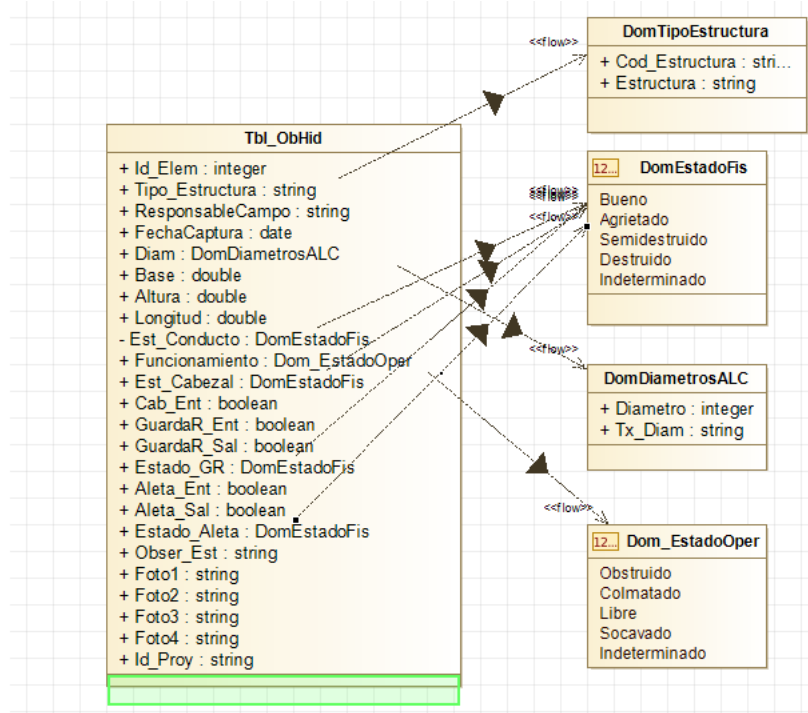 DomTipoEstructura
<<flow>>
+ Cod_Estructura : stri...
+ Estructura : string
Tbl_ObHid
+ Id_Elem : integer
+ Tipo_Estructura : string
+ ResponsableCampo : string
+ FechaCaptura : date
+ Diam : DomDiametrosALC
+ Base : double
+ Altura : double
+ Longitud : double
- Est_Conducto : DomEstadoFis
+ Funcionamiento : Dom_EstadoOper
+ Est_Cabezal : DomEstadoFis
+ Cab_Ent : boolean
+ GuardaR_Ent : boolean
+ GuardaR_Sal : boolean
+ Estado_GR : DomEstadoFis
+ Aleta_Ent : boolean
+ Aleta_Sal : boolean
+ Estado_Aleta : DomEstadoFis
+ Obser_Est : string
+ Foto1 : string
+ Foto2 : string
+ Foto3 : string
+ Foto4 : string
+ Id_Proy : string
12... DomEstadoFis
<<flow>>
Bueno
Agrietado
<<flow>>
Semidestruido
Destruido
Indeterminado
<<flow>>
DomDiametrosALC
+ Diametro : integer
+ Tx_Diam : string
<<flow>>
12... Dom_EstadoOper
Obstruido
Colmatado
Libre
Socavado
Indeterminado